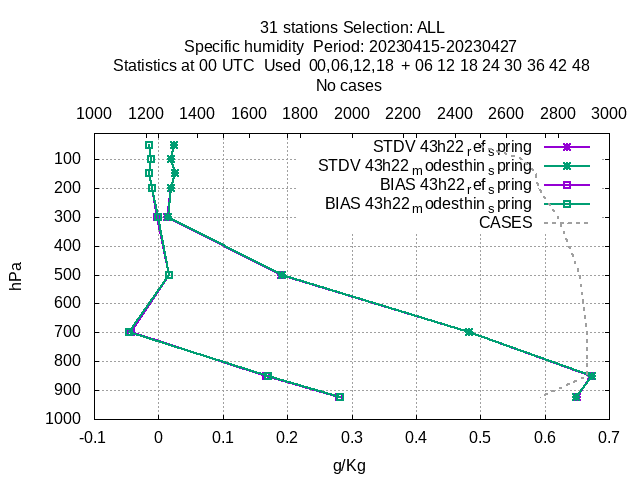 31 stations Selection: ALL
Specific humidity  Period: 20230415-20230427
Statistics at 00 UTC  Used  00,06,12,18  + 06 12 18 24 30 36 42 48
No cases
1000 1200 1400 1600 1800 2000 2200 2400 2600 2800 3000
STDV 43h22_ref_spring
STDV 43h22_modesthin_spring
BIAS 43h22_ref_spring
BIAS 43h22_modesthin_spring
CASES
hPa
100
200
300
400
500
600
700
800
900
1000
-0.1 0 0.1 0.2 0.3 0.4 0.5 0.6 0.7
g/Kg